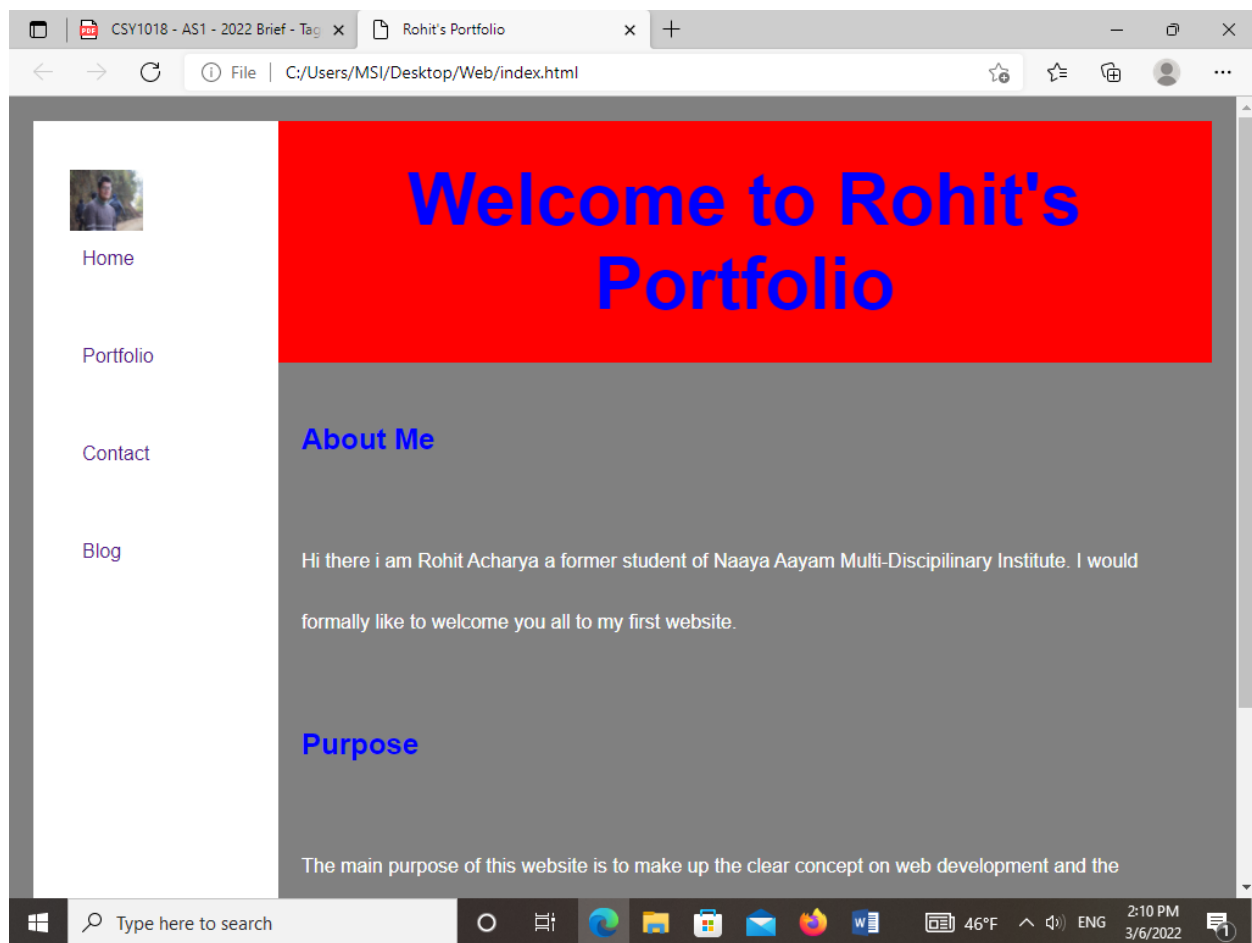 CSY1018 - AS1 - 2022 Brief - Tag
Rohit's Portfolio
File
C:/Users/MSI/Desktop/Web/index.html
Welcome to Rohit's
Portfolio
Home
Portfolio
Contact
Blog
About Me
Hi there i am Rohit Acharya a former student of Naaya Aayam Multi-Discipilinary Institute. I would
formally like to welcome you all to my first website.
Purpose
The main purpose of this website is to make up the clear concept on web development and the
Type here to search
46°F
ENG
2:10 PM
3/6/2022
1